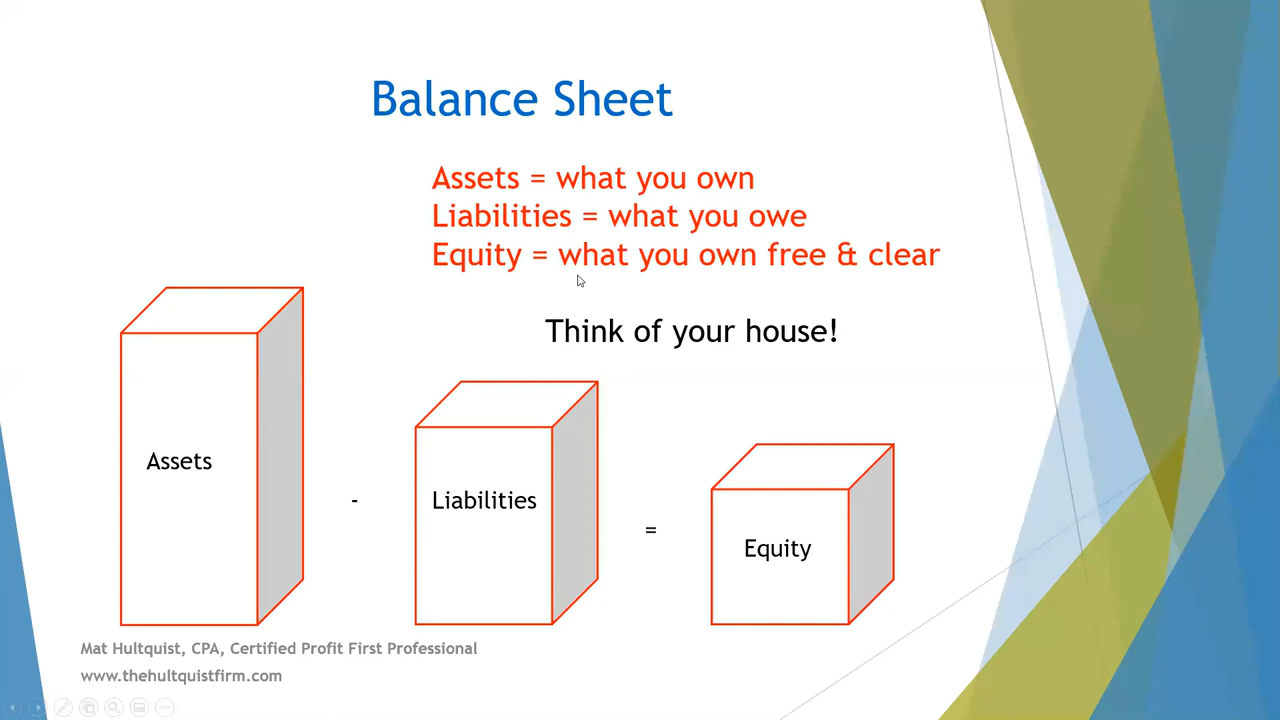 Balance Sheet
Assets = what you own
Liabilities = what you owe
Equity = what you own free & clear
Think of your house!
Assets
-
Liabilities
=
Equity
Mat Hultquist, CPA, Certified Profit First Professional
www.thehultquistfirm.com